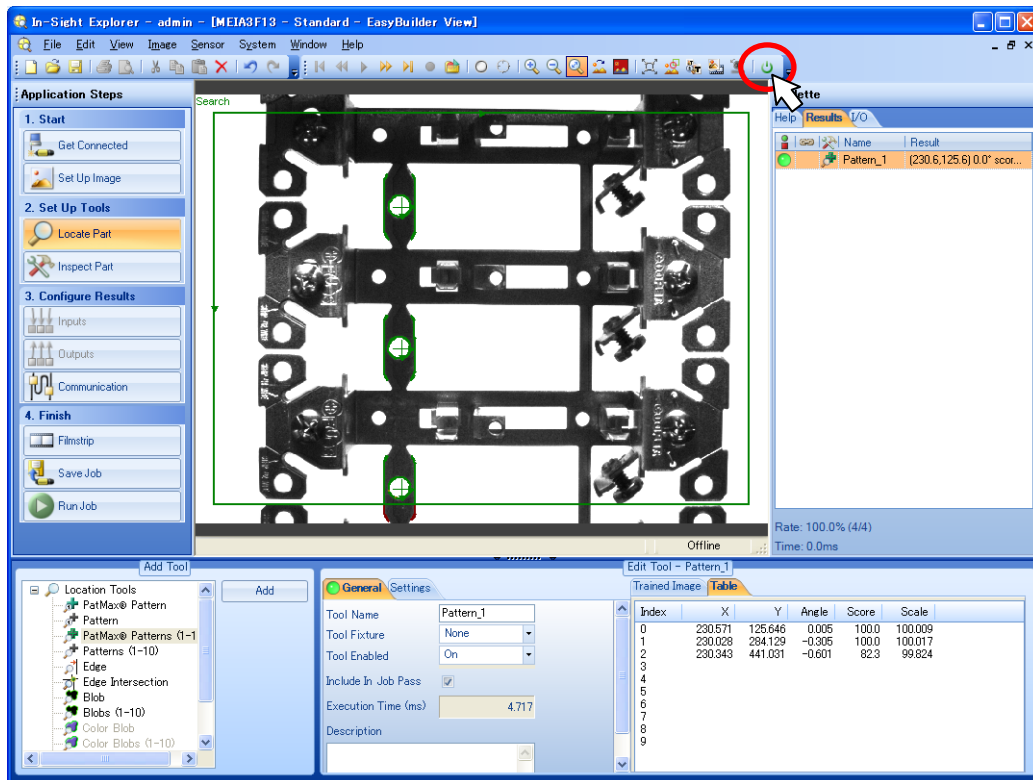 In-Sight Explorer - admin - [MEIA3F13 - Standard - EasyBuilder View]
File Edit View Image Sensor System Window Help
Application Steps
1. Start
Get Connected
Set Up Image
2. Set Up Tools
Locate Part
Inspect Part
3. Configure Results
Inputs
Outputs
Communication
4. Finish
Filmstrip
Save Job
Run Job
Search
Offline
ette
Help Results I/O
Name Result
Pattern_1 (230.6,125.6) 0.0° scor...
Rate: 100.0% (4/4)
Time: 0.0ms
Add Tool
Location Tools
PatMax® Pattern
Pattern
PatMax® Patterns (1-1
Patterns (1-10)
Edge
Edge Intersection
Blob
Blobs (1-10)
Color Blob
Color Blobs (1-10)
Add
Edit Tool - Pattern_1
General Settings
Tool Name Pattern_1
Tool Fixture None
Tool Enabled On
Include In Job Pass
Execution Time (ms) 4.717
Description
Trained Image Table
Index X Y Angle Score Scale
0 230.571 125.646 0.005 100.0 100.009
1 230.028 284.129 -0.005 100.0 100.017
2 230.343 441.031 -0.601 82.3 99.824
3
4
5
6
7
8
9